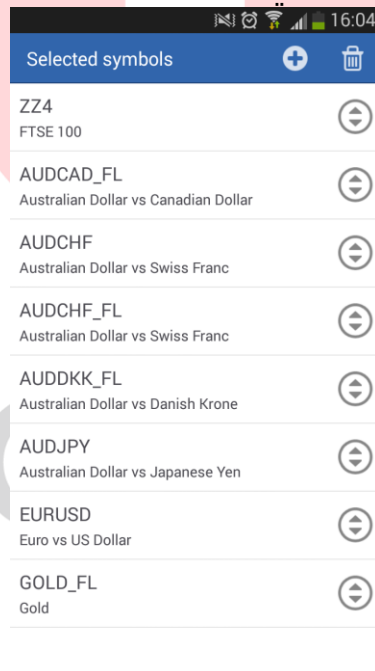 16:04
Selected symbols
ZZ4
FTSE 100
AUDCAD_FL
Australian Dollar vs Canadian Dollar
AUDCHF
Australian Dollar vs Swiss Franc
AUDCHF_FL
Australian Dollar vs Swiss Franc
AUDDKK_FL
Australian Dollar vs Danish Krone
AUDJPY
Australian Dollar vs Japanese Yen
EURUSD
Euro vs US Dollar
GOLD_FL
Gold